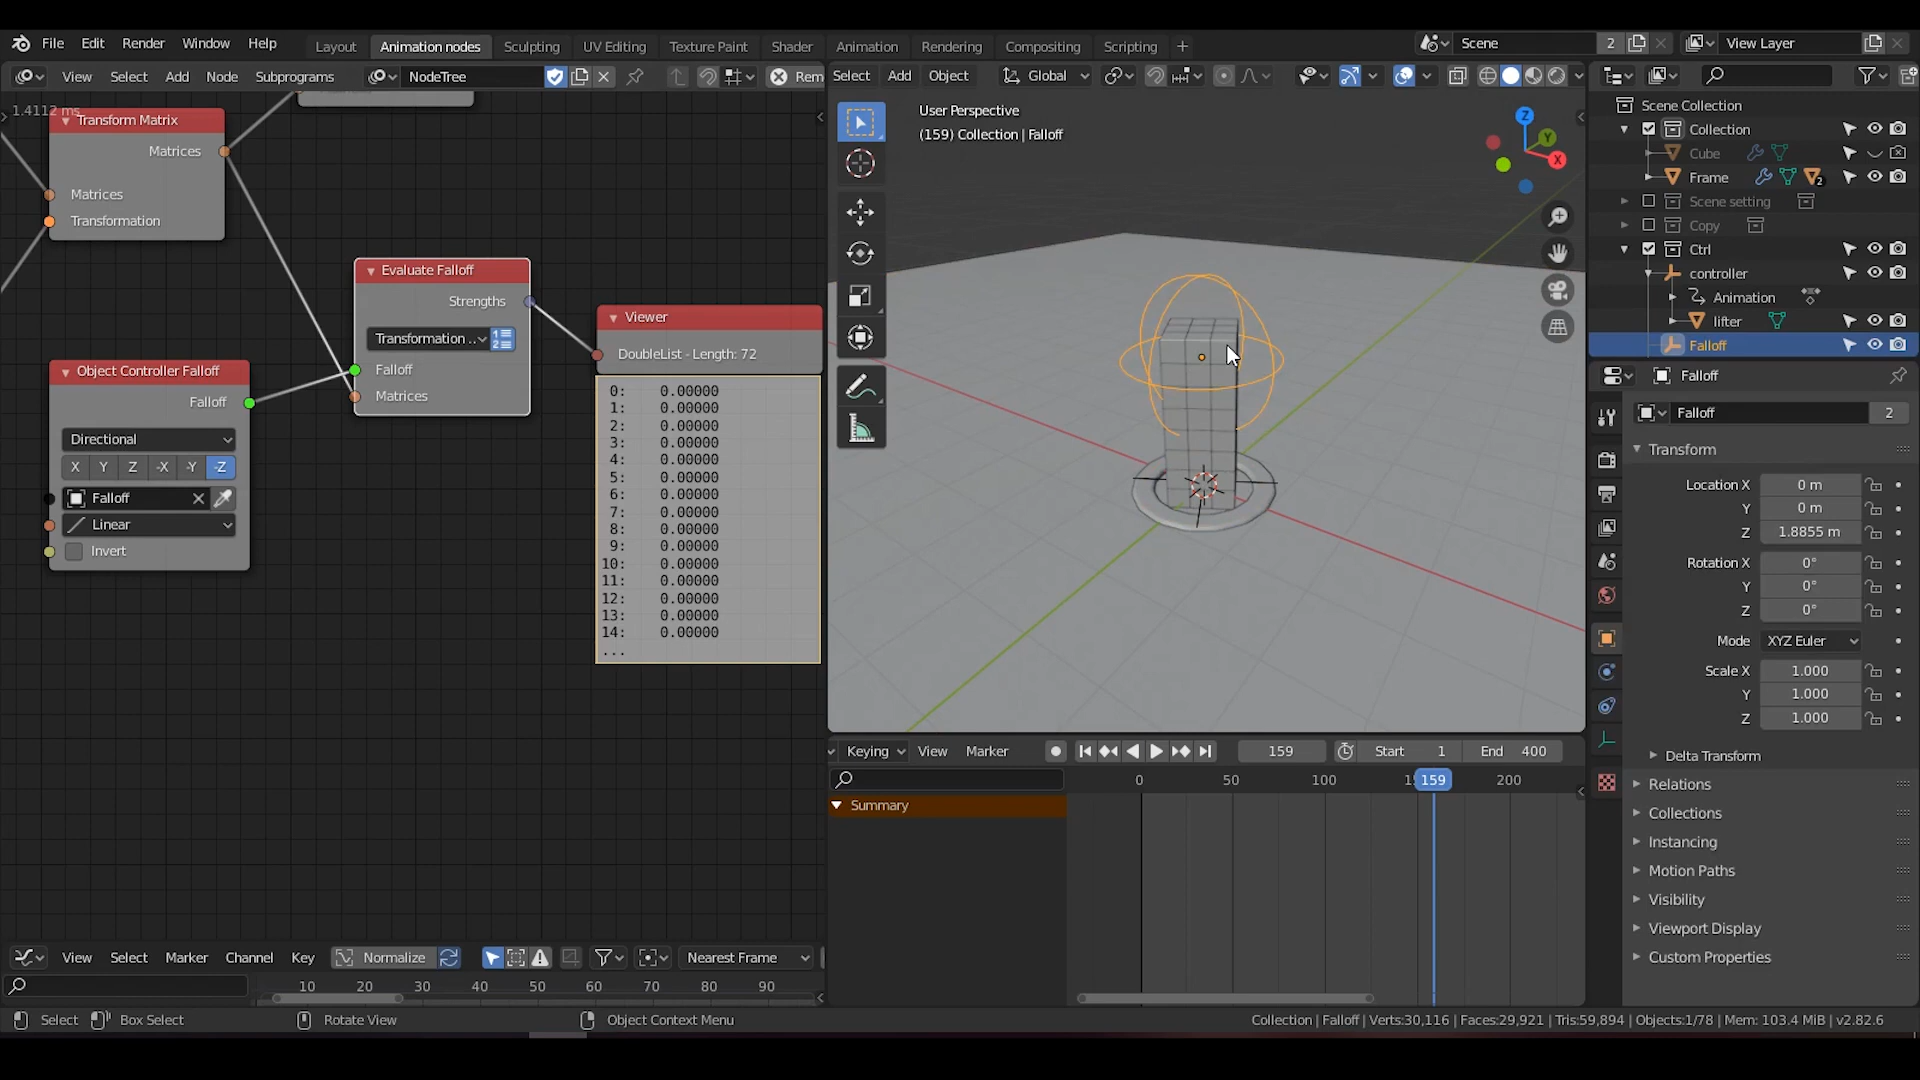 File Edit Render Window Help
Layout Animation nodes Sculpting UV Editing Texture Paint Shader Animation Rendering Compositing Scripting +
Scene 2
View Layer
View Select Add Node Subprograms NodeTree Rem
Select Add Object Global
1.4112 ms
Transform Matrix
Matrices
Matrices
Transformation
Evaluate Falloff
Strengths
Transformation ..
Falloff
Matrices
Object Controller Falloff
Falloff
Directional
X Y Z -X -Y -Z
Falloff
Linear
Invert
Viewer
DoubleList - Length: 72
0: 0.00000
1: 0.00000
2: 0.00000
3: 0.00000
4: 0.00000
5: 0.00000
6: 0.00000
7: 0.00000
8: 0.00000
9: 0.00000
10: 0.00000
11: 0.00000
12: 0.00000
13: 0.00000
14: 0.00000
...
User Perspective
(159) Collection | Falloff
Z
Y
X
Scene Collection
Collection
Cube
Frame 2
Scene setting
Copy
Ctrl
controller
Animation
lifter
Falloff
Falloff
Falloff 2
Transform
Location X 0 m
Y 0 m
Z 1.8855 m
Rotation X 0°
Y 0°
Z 0°
Mode XYZ Euler
Scale X 1.000
Y 1.000
Z 1.000
Delta Transform
Relations
Collections
Instancing
Motion Paths
Visibility
Viewport Display
Custom Properties
Keying View Marker 159 Start 1 End 400
0 50 100 159 200
Summary
View Select Marker Channel Key Normalize Nearest Frame
10 20 30 40 50 60 70 80 90
Select Box Select Rotate View Object Context Menu
Collection | Falloff | Verts:30,116 | Faces:29,921 | Tris:59,894 | Objects:1/78 | Mem: 103.4 MiB | v2.82.6